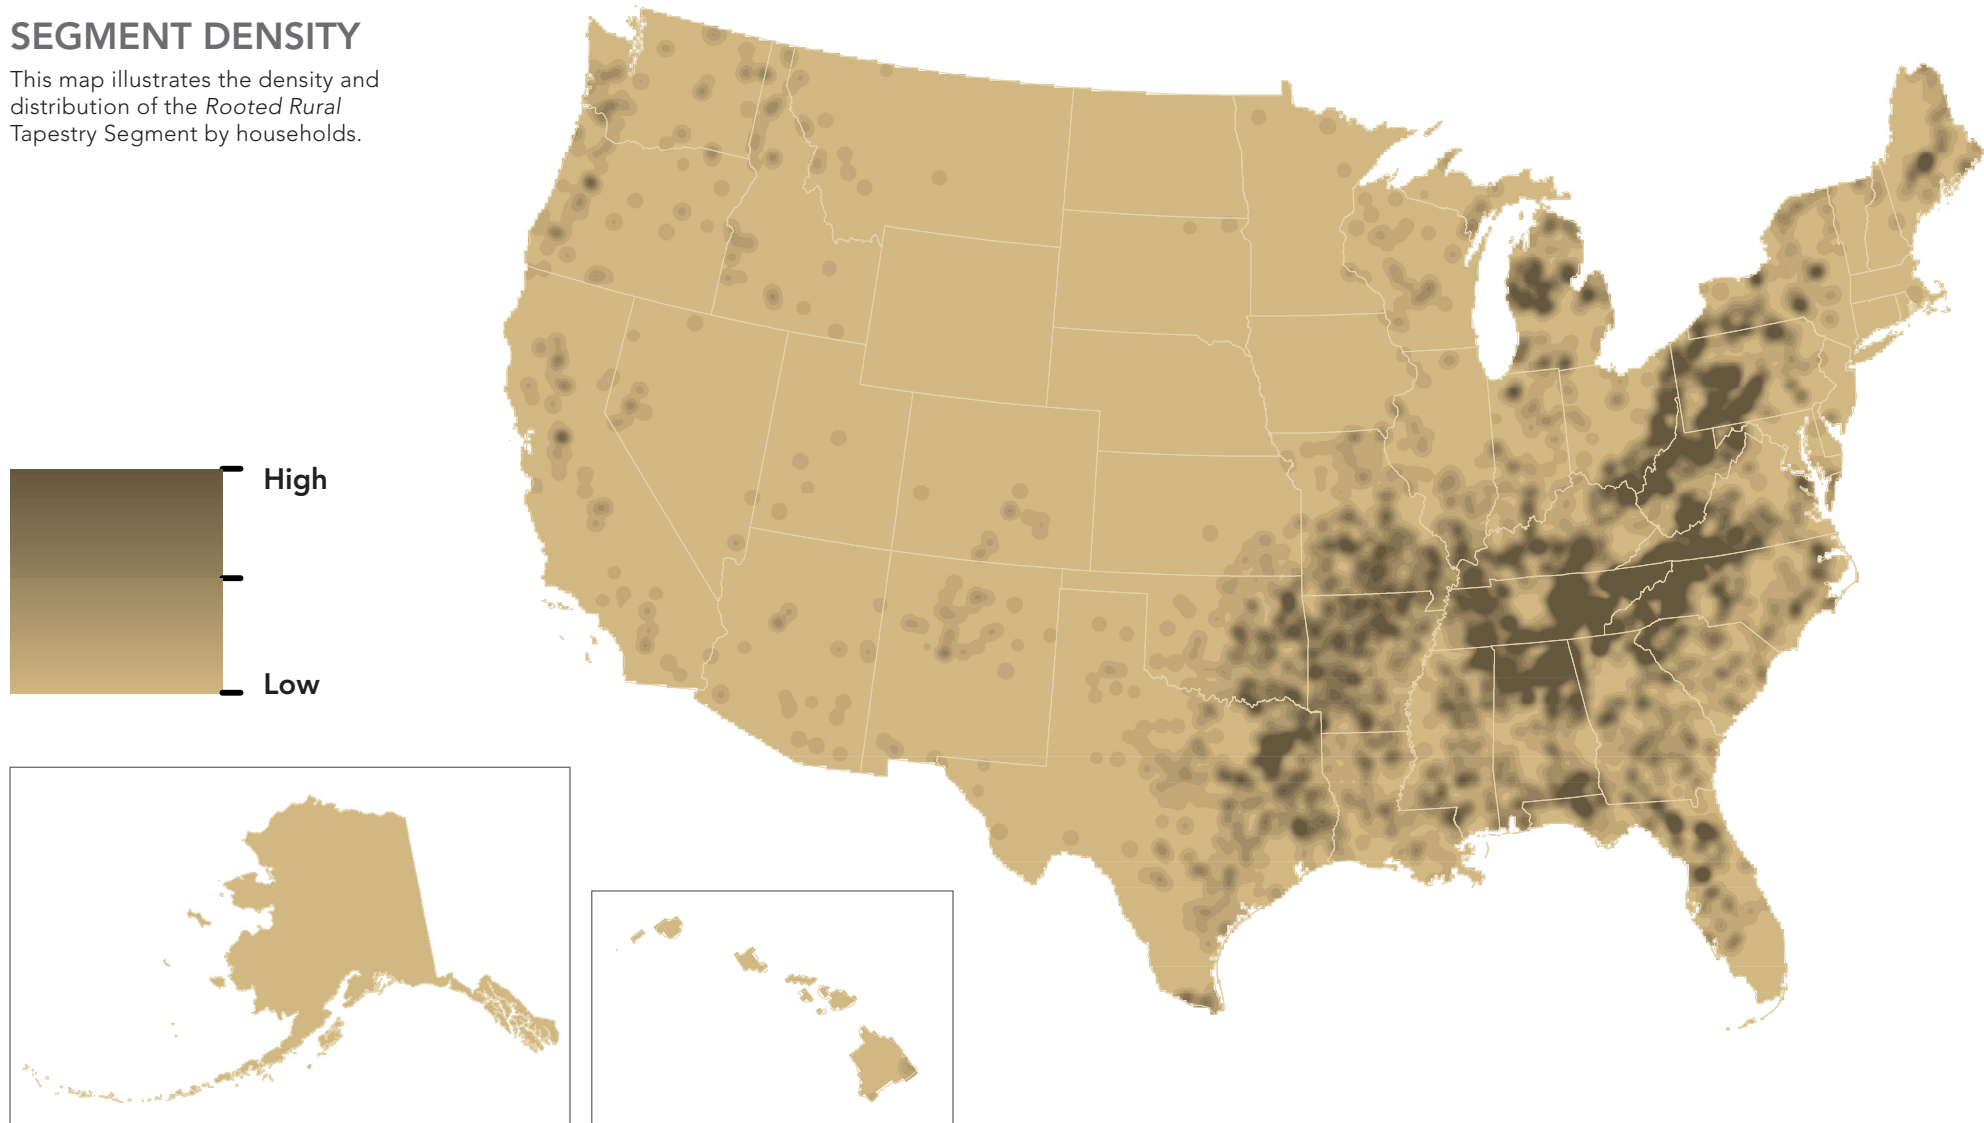 SEGMENT DENSITY
This map illustrates the density and
distribution of the Rooted Rural
Tapestry Segment by households.
High
Low